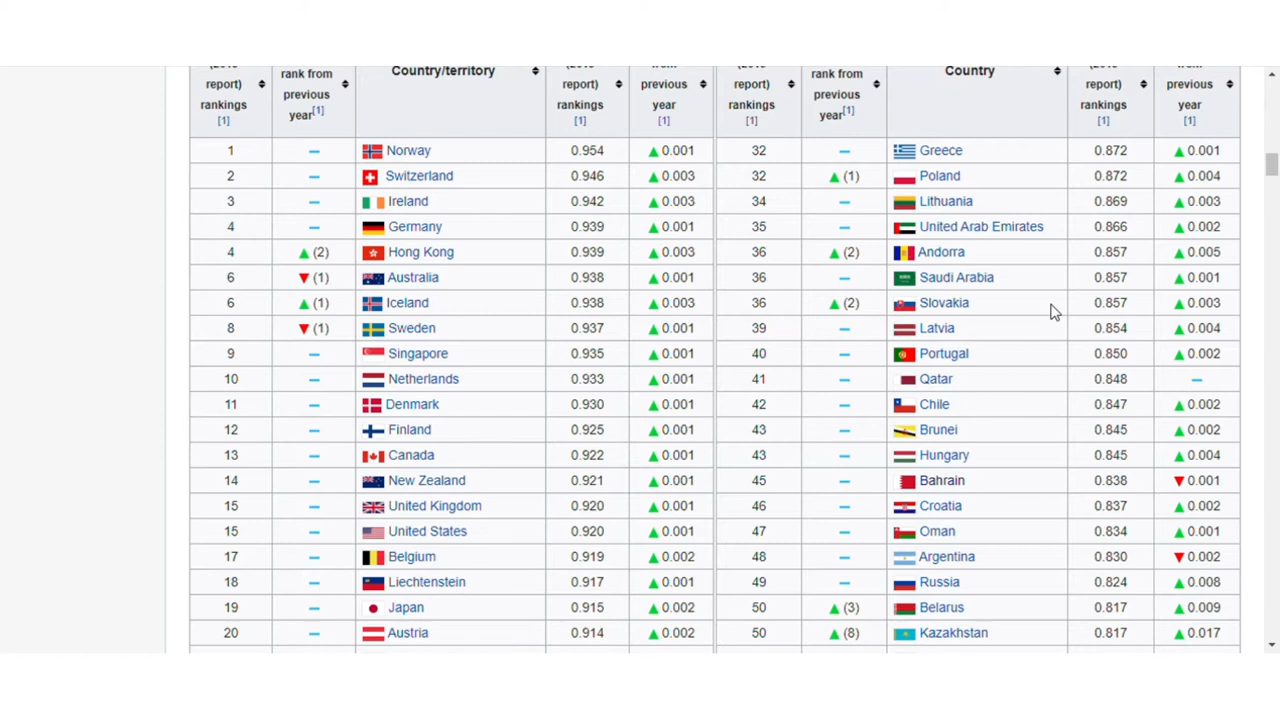 rank from Country/territory rank from Country
report) previous report) previous report) previous report) previous
rankings year[1] rankings year rankings year[1] rankings year
[1] [1] [1] [1] [1] [1]
1 – Norway 0.954 ▲ 0.001 32 – Greece 0.872 ▲ 0.001
2 – Switzerland 0.946 ▲ 0.003 32 ▲ (1) Poland 0.872 ▲ 0.004
3 – Ireland 0.942 ▲ 0.003 34 – Lithuania 0.869 ▲ 0.003
4 – Germany 0.939 ▲ 0.001 35 – United Arab Emirates 0.866 ▲ 0.002
4 ▲ (2) Hong Kong 0.939 ▲ 0.003 36 ▲ (2) Andorra 0.857 ▲ 0.005
6 ▼ (1) Australia 0.938 ▲ 0.001 36 – Saudi Arabia 0.857 ▲ 0.001
6 ▲ (1) Iceland 0.938 ▲ 0.003 36 ▲ (2) Slovakia 0.857 ▲ 0.003
8 ▼ (1) Sweden 0.937 ▲ 0.001 39 – Latvia 0.854 ▲ 0.004
9 – Singapore 0.935 ▲ 0.001 40 – Portugal 0.850 ▲ 0.002
10 – Netherlands 0.933 ▲ 0.001 41 – Qatar 0.848 –
11 – Denmark 0.930 ▲ 0.001 42 – Chile 0.847 ▲ 0.002
12 – Finland 0.925 ▲ 0.001 43 – Brunei 0.845 ▲ 0.002
13 – Canada 0.922 ▲ 0.001 43 – Hungary 0.845 ▲ 0.004
14 – New Zealand 0.921 ▲ 0.001 45 – Bahrain 0.838 ▼ 0.001
15 – United Kingdom 0.920 ▲ 0.001 46 – Croatia 0.837 ▲ 0.002
15 – United States 0.920 ▲ 0.001 47 – Oman 0.834 ▲ 0.001
17 – Belgium 0.919 ▲ 0.002 48 – Argentina 0.830 ▼ 0.002
18 – Liechtenstein 0.917 ▲ 0.001 49 – Russia 0.824 ▲ 0.008
19 – Japan 0.915 ▲ 0.002 50 ▲ (3) Belarus 0.817 ▲ 0.009
20 – Austria 0.914 ▲ 0.002 50 ▲ (8) Kazakhstan 0.817 ▲ 0.017